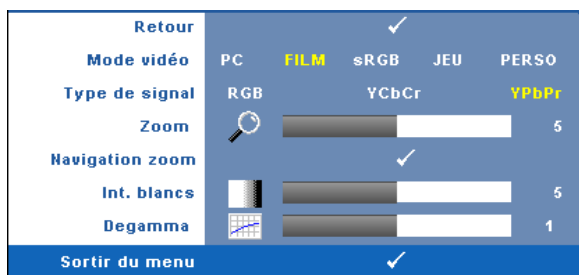 Retour
Mode vidéo PC FILM sRGB JEU PERSO
Type de signal RGB YCbCr YPbPr
Zoom 5
Navigation zoom
Int. blancs 5
Degamma 1
Sortir du menu